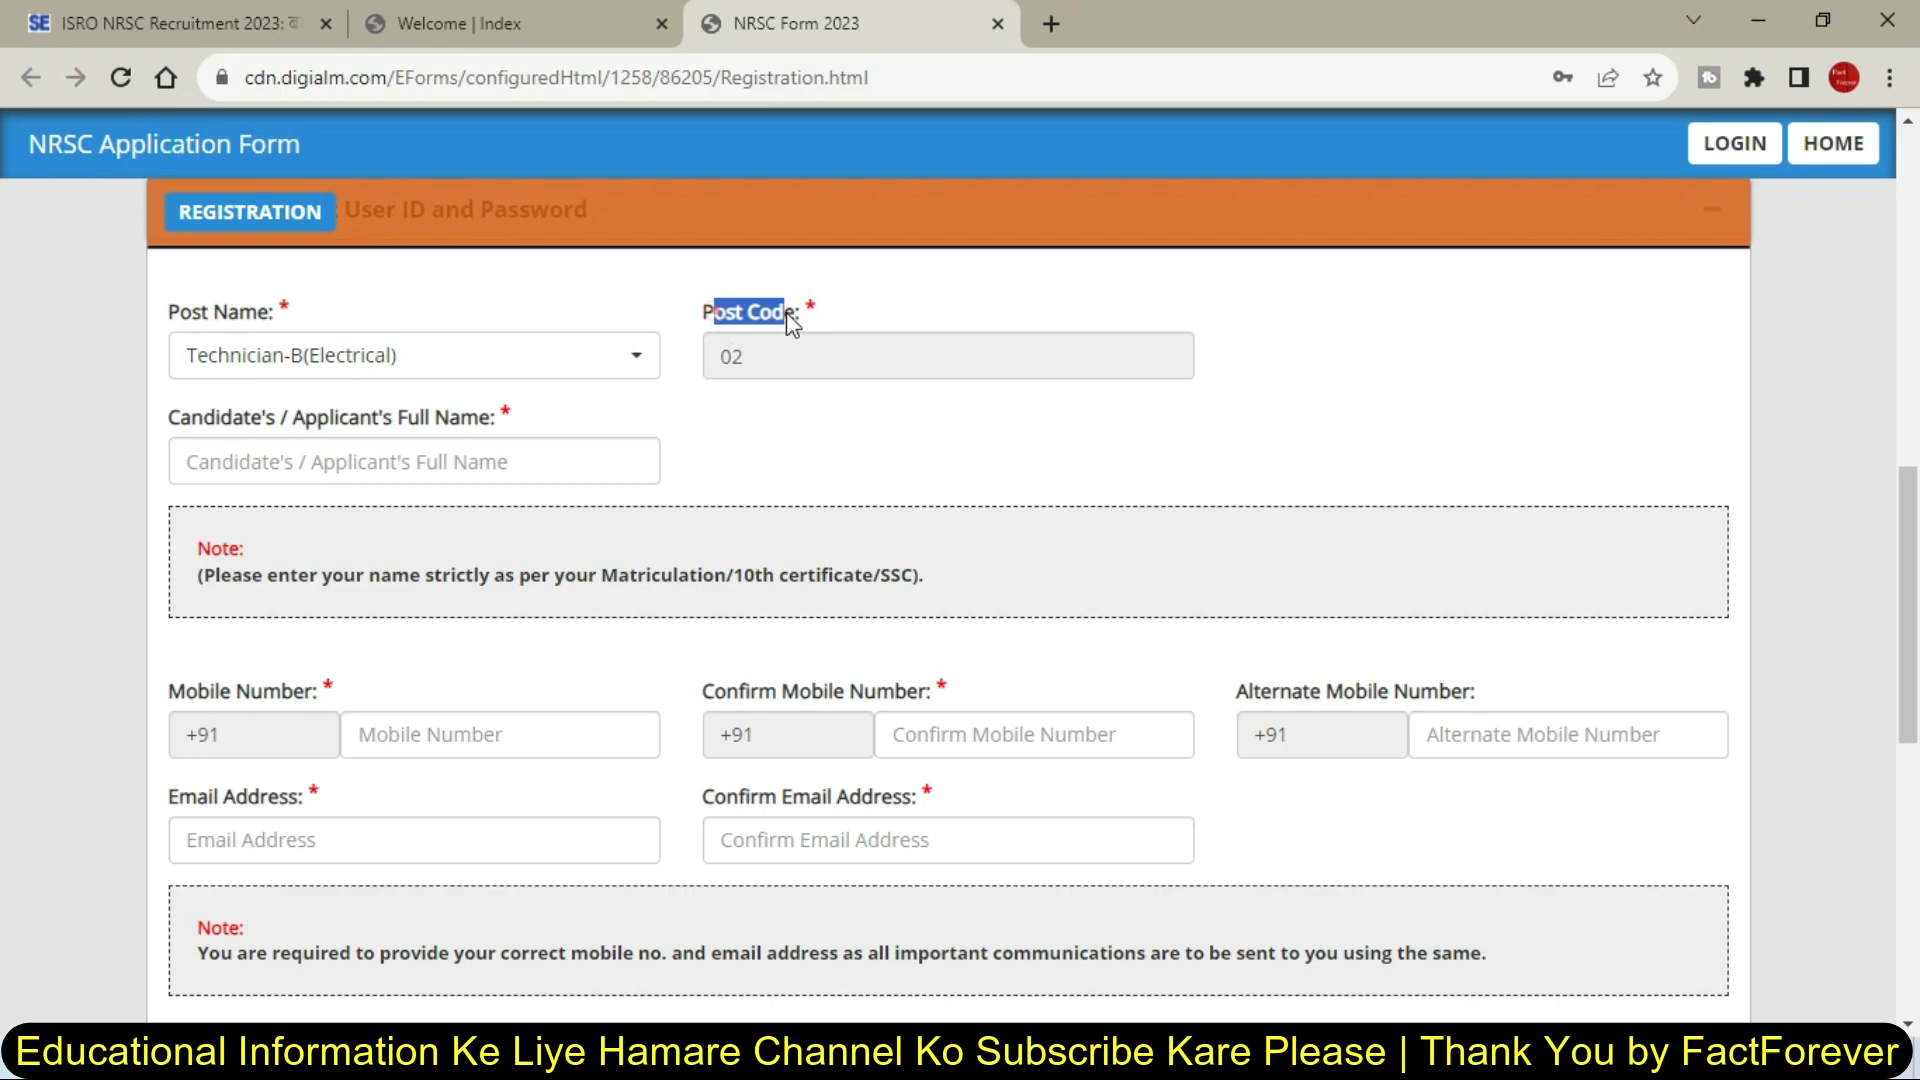 ISRO NRSC Recruitment 2023:
Welcome | Index
NRSC Form 2023
cdn.digialm.com/EForms/configuredHtml/1258/86205/Registration.html
NRSC Application Form
LOGIN
HOME
REGISTRATION
User ID and Password
Post Name: *
Post Code: *
Technician-B(Electrical)
02
Candidate's / Applicant's Full Name: *
Candidate's / Applicant's Full Name
Note:
(Please enter your name strictly as per your Matriculation/10th certificate/SSC).
Mobile Number: *
Confirm Mobile Number: *
Alternate Mobile Number:
+91
Mobile Number
+91
Confirm Mobile Number
+91
Alternate Mobile Number
Email Address: *
Confirm Email Address: *
Email Address
Confirm Email Address
Note:
You are required to provide your correct mobile no. and email address as all important communications are to be sent to you using the same.
Educational Information Ke Liye Hamare Channel Ko Subscribe Kare Please | Thank You by FactForever